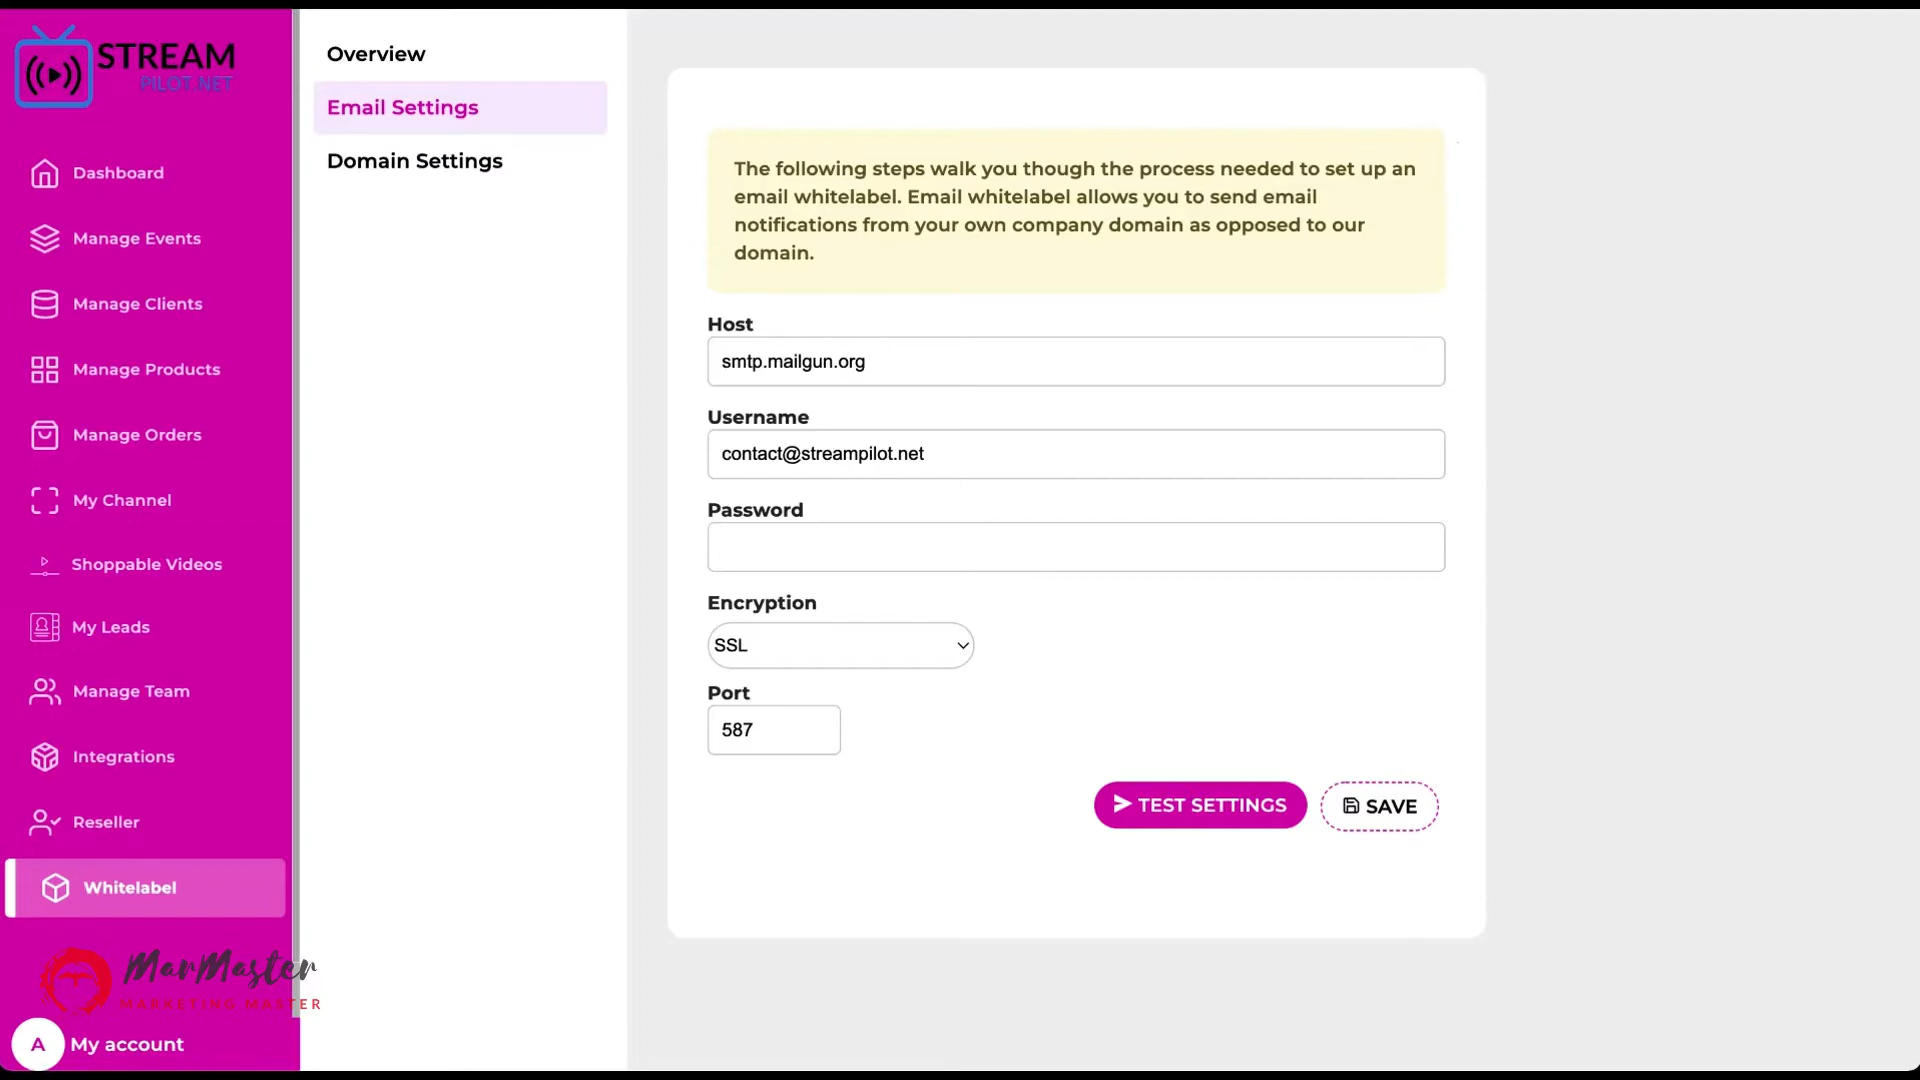 STREAM
PILOT.NET
Dashboard
Manage Events
Manage Clients
Manage Products
Manage Orders
My Channel
Shoppable Videos
My Leads
Manage Team
Integrations
Reseller
Whitelabel
MarMaster
MARKETING MASTER
A
My account
Overview
Email Settings
Domain Settings
The following steps walk you though the process needed to set up an
email whitelabel. Email whitelabel allows you to send email
notifications from your own company domain as opposed to our
domain.
Host
smtp.mailgun.org
Username
contact@streampilot.net
Password
Encryption
SSL
Port
587
TEST SETTINGS
SAVE